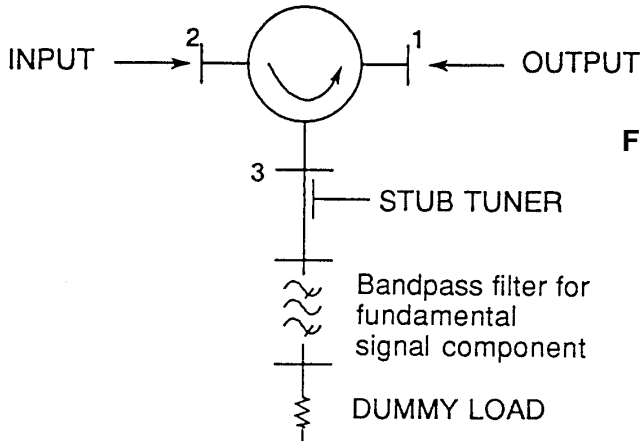 2
1
INPUT
OUTPUT
F
3
STUB TUNER
Bandpass filter for
fundamental
signal component
DUMMY LOAD